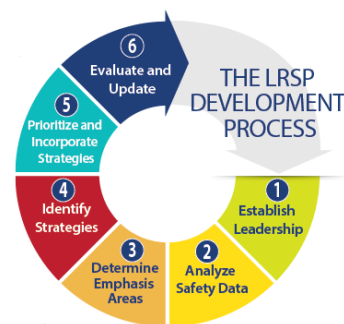 THE LRSP
DEVELOPMENT
PROCESS
1
Establish
Leadership
2
Analyze
Safety Data
3
Determine
Emphasis
Areas
4
Identify
Strategies
5
Prioritize and
Incorporate
Strategies
6
Evaluate and
Update